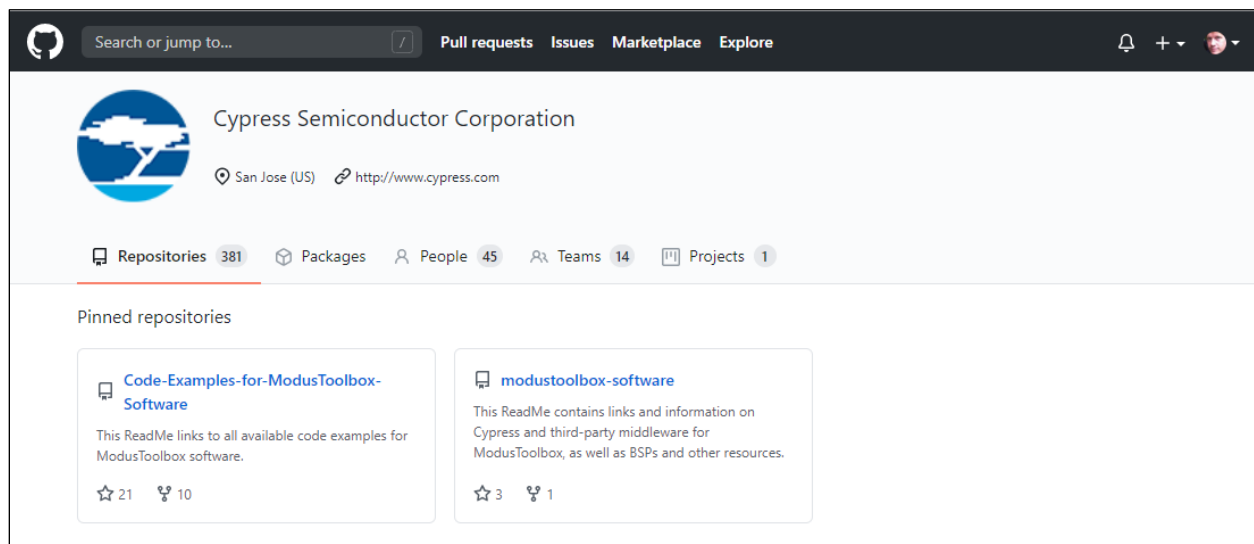 Search or jump to... / Pull requests Issues Marketplace Explore
Cypress Semiconductor Corporation
San Jose (US) http://www.cypress.com
Repositories 381 Packages People 45 Teams 14 Projects 1
Pinned repositories
Code-Examples-for-ModusToolbox-
Software
This ReadMe links to all available code examples for
ModusToolbox software.
21 10
modustoolbox-software
This ReadMe contains links and information on
Cypress and third-party middleware for
ModusToolbox, as well as BSPs and other resources.
3 1